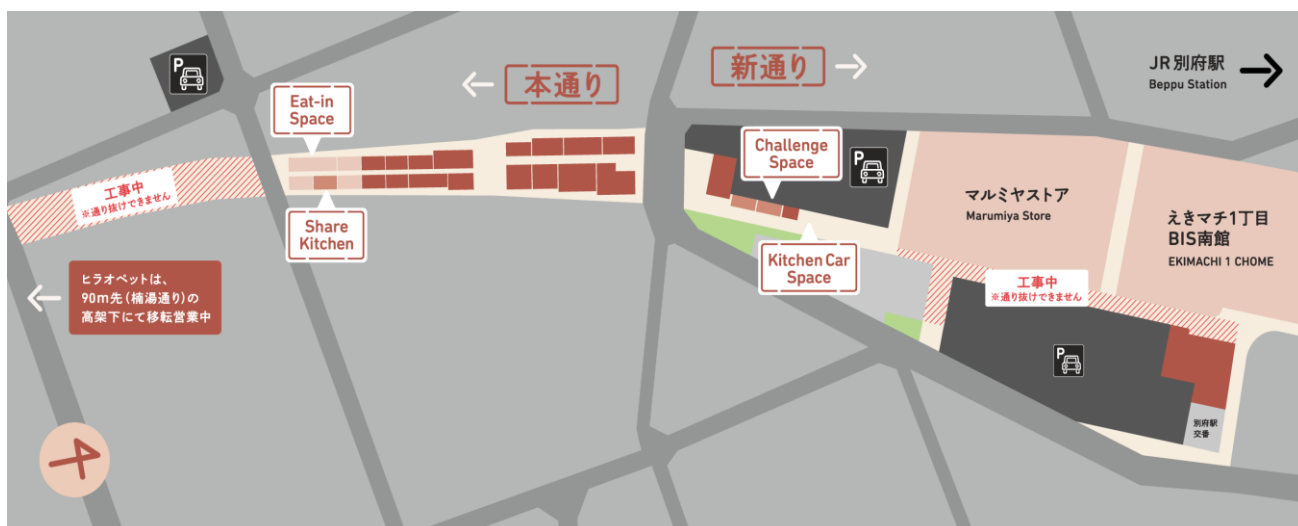 P
本通り
新通り
JR別府駅
Beppu Station
Eat-in
Space
Challenge
Space
P
工事中
※通り抜けできません
マルミヤストア
Marumiya Store
えきマチ1丁目
BIS南館
EKIMACHI 1 CHOME
Share
Kitchen
Kitchen Car
Space
ヒラオペットは、
90m先(楠湯通り)の
高架下にて移転営業中
工事中
※通り抜けできません
P
別府駅
交番